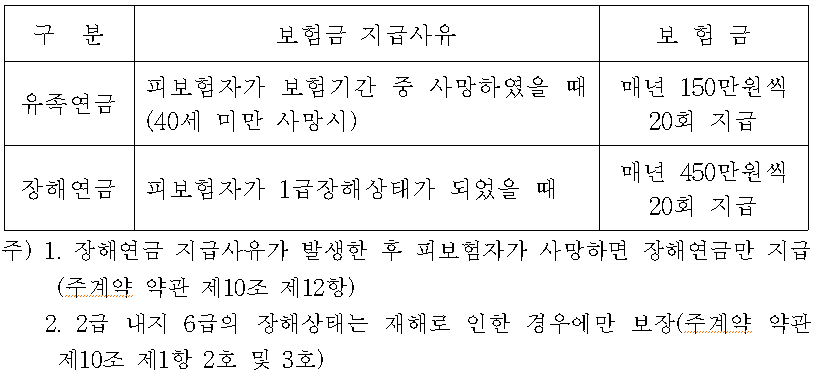 구 분 보험금 지급사유 보 험 금
유족연금 피보험자가 보험기간 중 사망하였을 때 매년 150만원씩
(40세 미만 사망시) 20회 지급
장해연금 피보험자가 1급장해상태가 되었을 때 매년 450만원씩
20회 지급
주) 1. 장해연금 지급사유가 발생한 후 피보험자가 사망하면 장해연금만 지급
(주계약 약관 제10조 제12항)
2. 2급 내지 6급의 장해상태는 재해로 인한 경우에만 보장(주계약 약관
제10조 제1항 2호 및 3호)